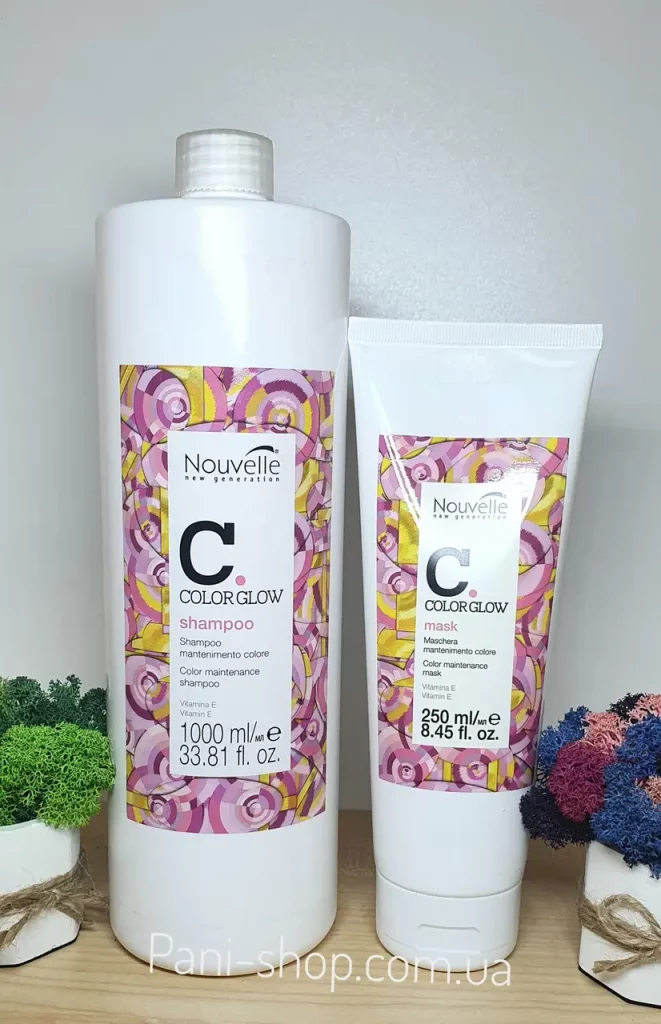 Nouvelle®
new generation
C.
COLOR GLOW
shampoo
Shampoo
mantenimento colore
Color maintenance
shampoo
Vitamina E
Vitamin E
1000 ml/мл ℮
33.81 fl. oz.
Nouvelle®
new generation
C.
COLOR GLOW
mask
Maschera
mantenimento colore
Color maintenance
mask
Vitamina E
Vitamin E
250 ml/мл ℮
8.45 fl. oz.
Pani-shop.com.ua